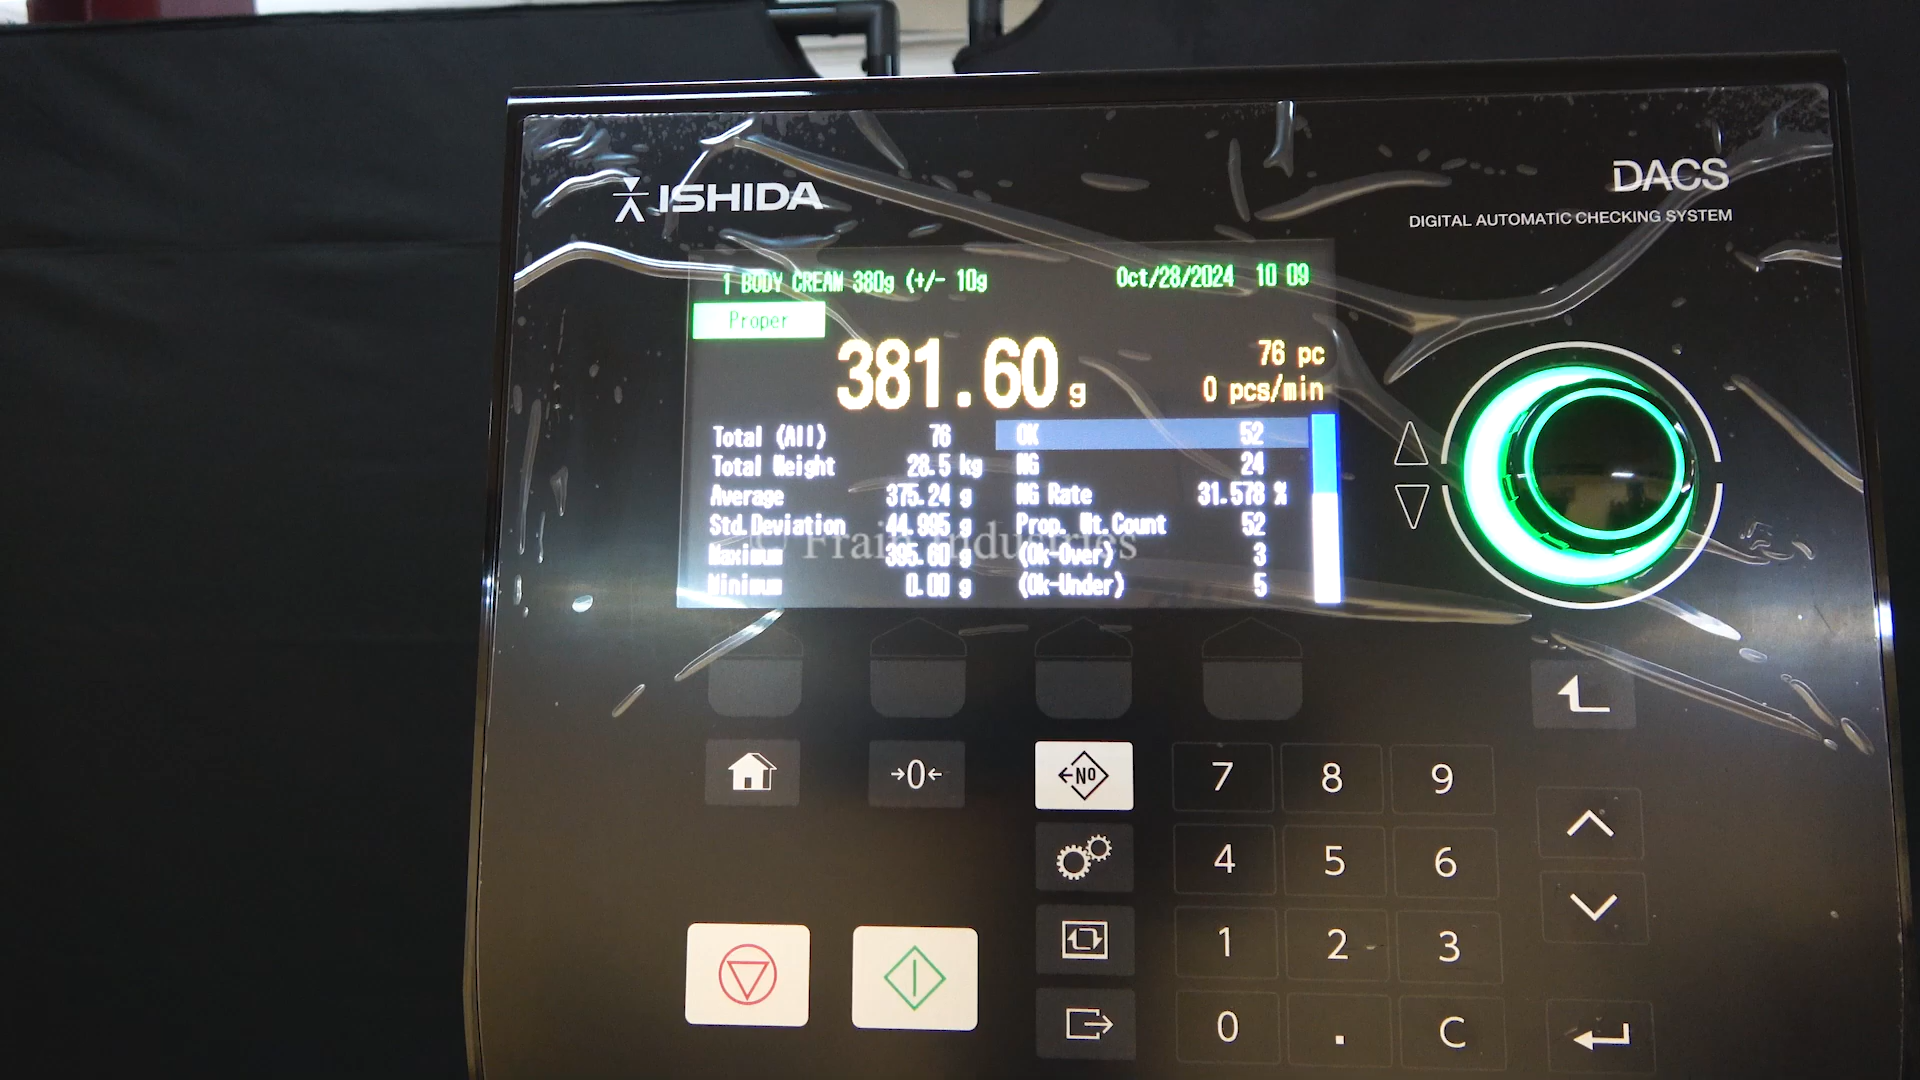 ISHIDA
DACS
DIGITAL AUTOMATIC CHECKING SYSTEM
1 BODY CREAM 380g (+/- 10g
Oct/28/2024 10 09
Proper
381.60 g
76 pc
0 pcs/min
Total (All) 76
Total Weight 28.5 kg
Average 375.24 g
Std.Deviation 44.995 g
Maximum 395.60 g
Minimum 0.00 g
OK 52
NG 24
NG Rate 31.578 %
Prop. Wt.Count 52
(Ok-Over) 3
(Ok-Under) 5
© Frain Industries
→0←
←No
7 8 9
4 5 6
1 2 3
0 . C